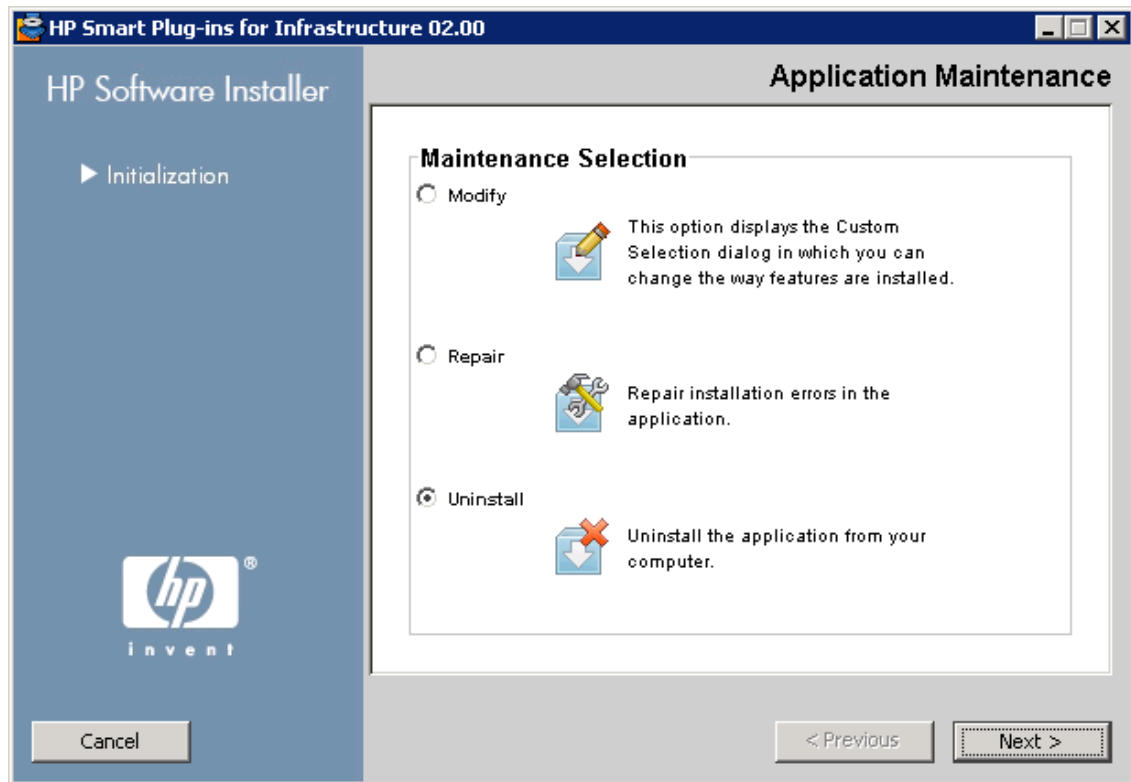 HP Smart Plug-ins for Infrastructure 02.00
HP Software Installer
Initialization
Application Maintenance
Maintenance Selection
Modify
This option displays the Custom
Selection dialog in which you can
change the way features are installed.
Repair
Repair installation errors in the
application.
Uninstall
Uninstall the application from your
computer.
hp®
invent
Cancel
< Previous
Next >